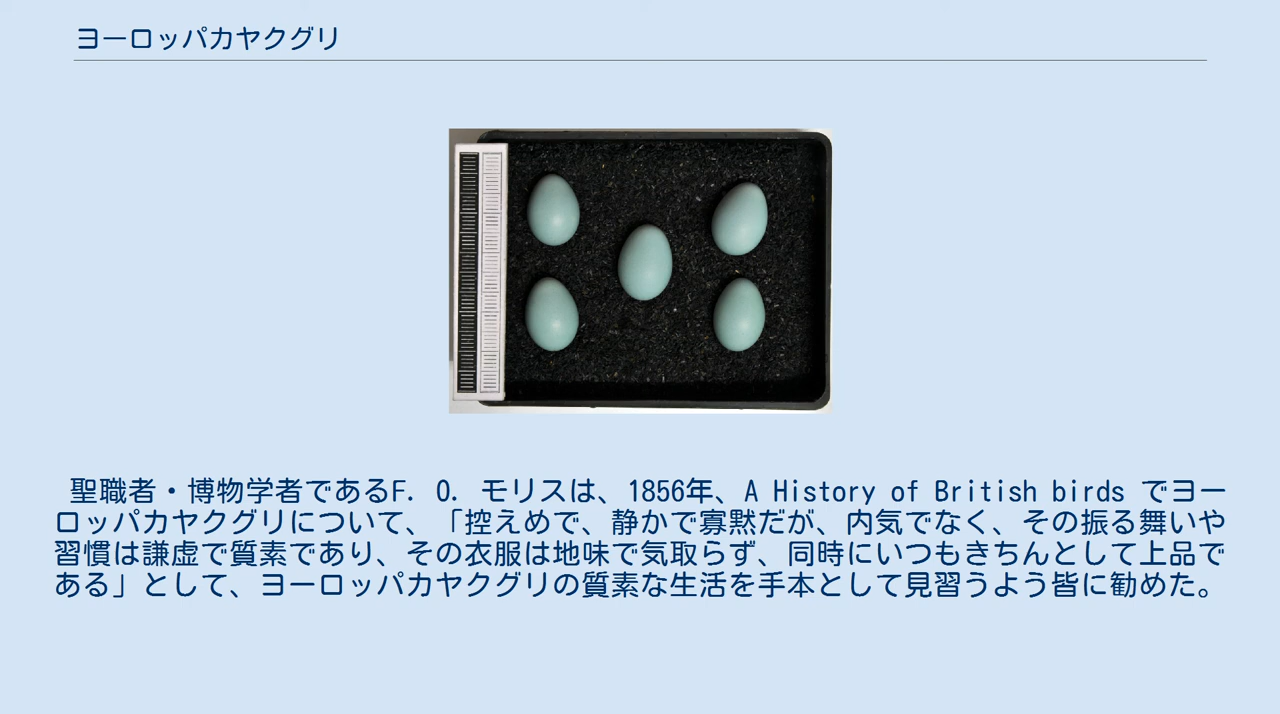 ヨーロッパカヤクグリ
聖職者・博物学者であるF. O. モリスは、1856年、A History of British birds でヨー
ロッパカヤクグリについて、「控えめで、静かで寡黙だが、内気でなく、その振る舞いや
習慣は謙虚で質素であり、その衣服は地味で気取らず、同時にいつもきちんとして上品で
ある」として、ヨーロッパカヤクグリの質素な生活を手本として見習うよう皆に勧めた。